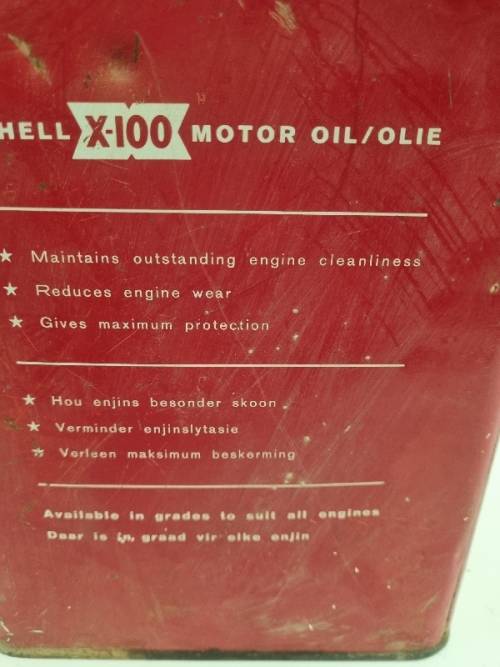 HELL X-100 MOTOR OIL/OLIE
★ Maintains outstanding engine cleanliness
★ Reduces engine wear
★ Gives maximum protection
★ Hou enjins besonder skoon
★ Verminder enjinslytasie
★ Verleen maksimum beskerming
Available in grades to suit all engines
Daar is 'n graad vir elke enjin